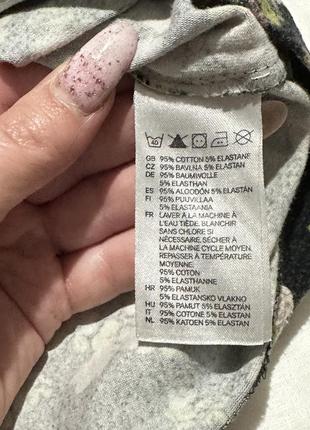 40
GB 95% COTTON 5% ELASTANE
CZ 95% BAVLNA 5% ELASTAN
DE 95% BAUMWOLLE
5% ELASTHAN
ES 95% ALGODÓN 5% ELASTÁN
FI 95% PUUVILLAA
5% ELASTAANIA
FR LAVER À LA MACHINE À
L'EAU TIÈDE. BLANCHIR
SANS CHLORE SI
NÉCESSAIRE, SÉCHER À
LA MACHINE CYCLE MOYEN.
REPASSER À TEMPÉRATURE
MOYENNE.
95% COTON
5% ELASTHANNE
HR 95% PAMUK
5% ELASTANSKO VLAKNO
HU 95% PAMUT 5% ELASZTÁN
IT 95% COTONE 5% ELASTAN
NL 95% KATOEN 5% ELASTAN